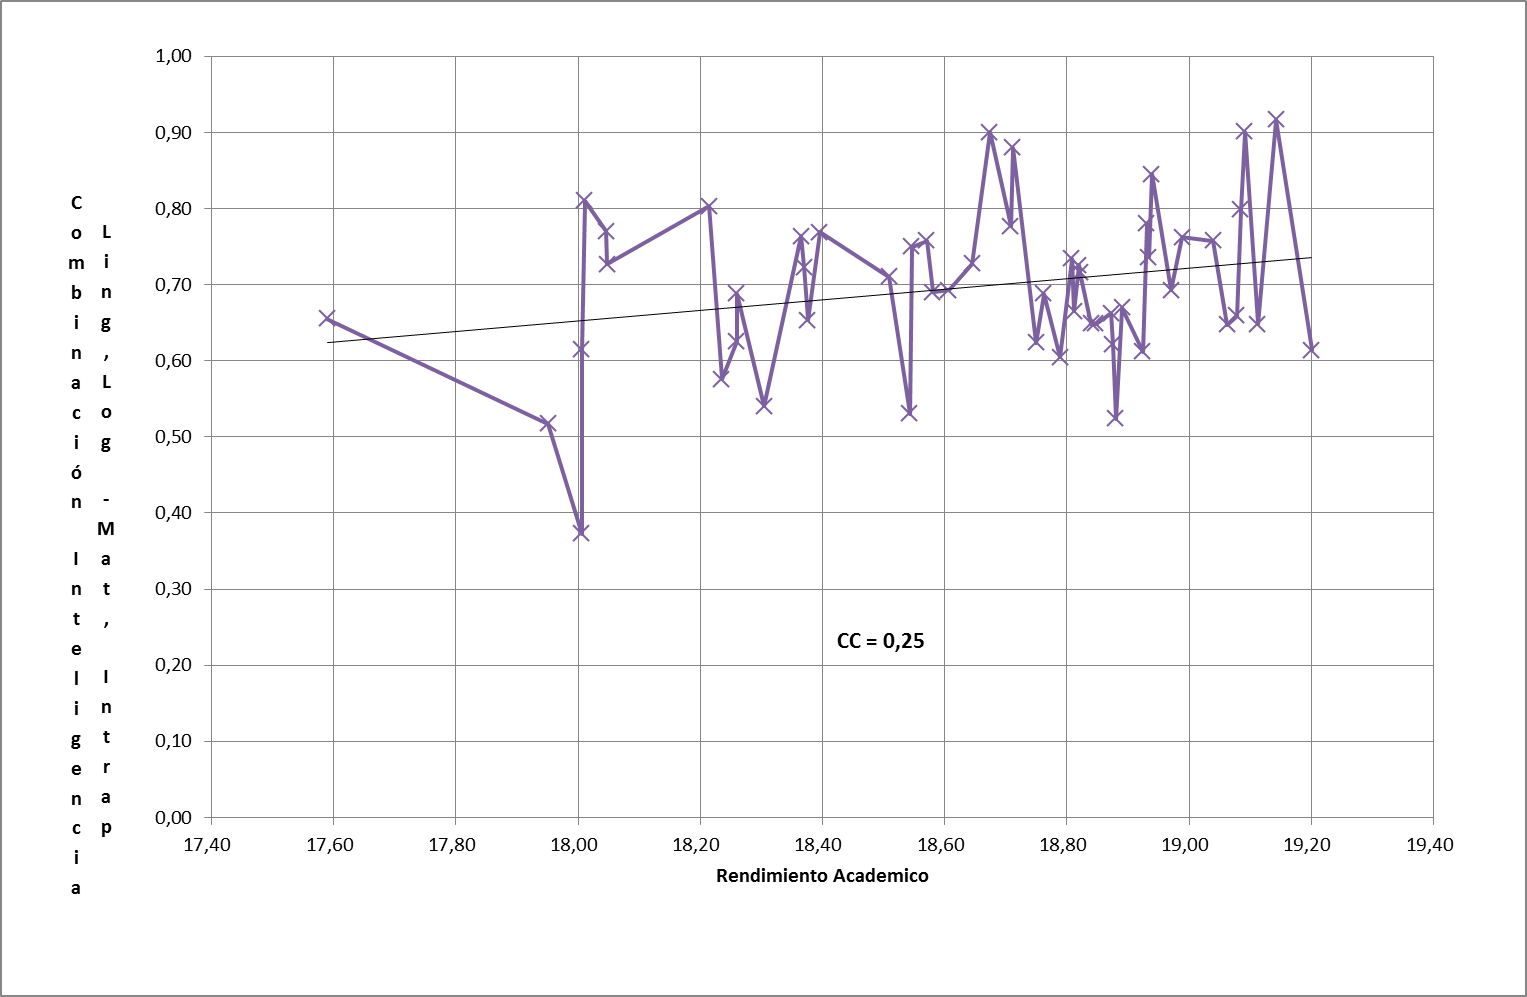 1,00
0,90
0,80
0,70
0,60
0,50
0,40
0,30
0,20
0,10
0,00
17,40 17,60 17,80 18,00 18,20 18,40 18,60 18,80 19,00 19,20 19,40
Rendimiento Academico
Combinación Inteligencia
Ling,Log -Mat, Intrap
CC = 0,25